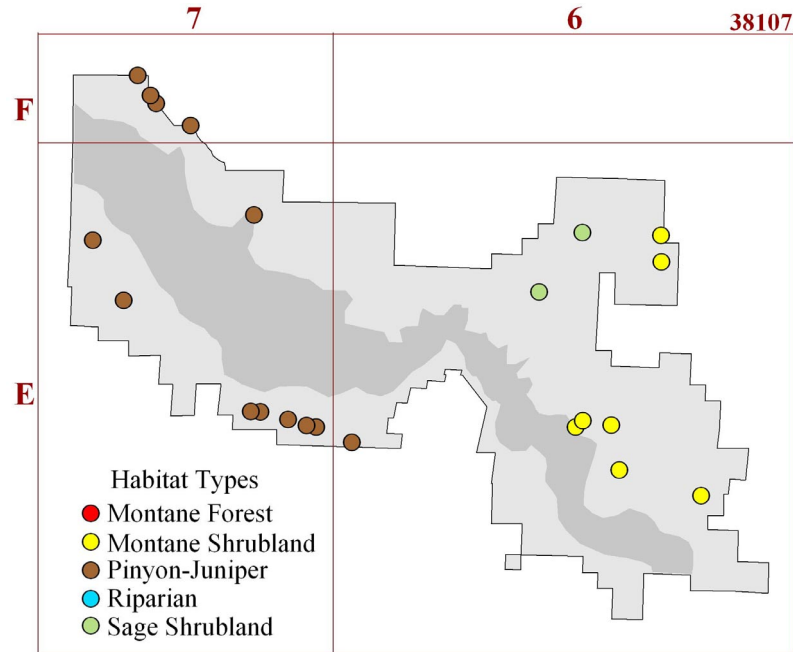 7 6 38107
F
E
Habitat Types
Montane Forest
Montane Shrubland
Pinyon-Juniper
Riparian
Sage Shrubland